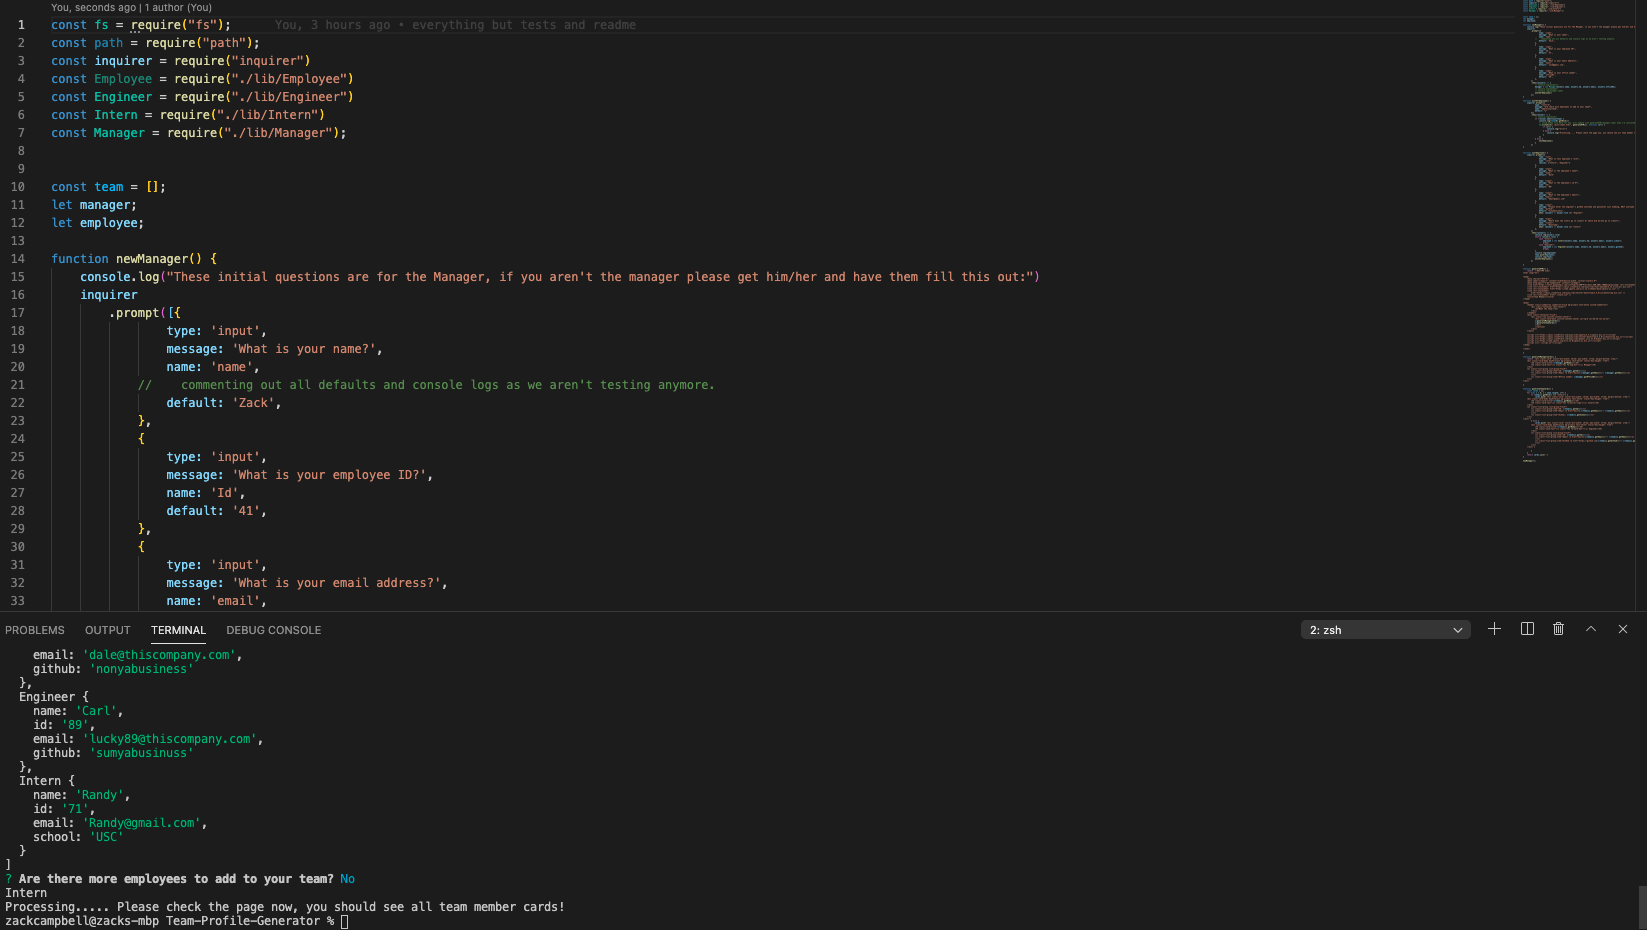 You, seconds ago | 1 author (You)
1 const fs = require("fs"); You, 3 hours ago • everything but tests and readme
2 const path = require("path");
3 const inquirer = require("inquirer")
4 const Employee = require("./lib/Employee")
5 const Engineer = require("./lib/Engineer")
6 const Intern = require("./lib/Intern")
7 const Manager = require("./lib/Manager");
8
9
10 const team = [];
11 let manager;
12 let employee;
13
14 function newManager() {
15 console.log("These initial questions are for the Manager, if you aren't the manager please get him/her and have them fill this out:")
16 inquirer
17 .prompt([{
18 type: 'input',
19 message: 'What is your name?',
20 name: 'name',
21 // commenting out all defaults and console logs as we aren't testing anymore.
22 default: 'Zack',
23 },
24 {
25 type: 'input',
26 message: 'What is your employee ID?',
27 name: 'Id',
28 default: '41',
29 },
30 {
31 type: 'input',
32 message: 'What is your email address?',
33 name: 'email',
PROBLEMS OUTPUT TERMINAL DEBUG CONSOLE 2: zsh
email: 'dale@thiscompany.com',
github: 'nonyabusiness'
},
Engineer {
name: 'Carl',
id: '89',
email: 'lucky89@thiscompany.com',
github: 'sumyabusinuss'
},
Intern {
name: 'Randy',
id: '71',
email: 'Randy@gmail.com',
school: 'USC'
}
]
? Are there more employees to add to your team? No
Intern
Processing..... Please check the page now, you should see all team member cards!
zackcampbell@zacks-mbp Team-Profile-Generator %